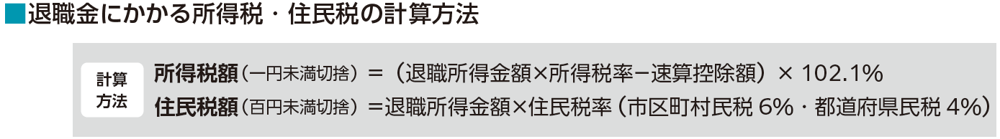 ■退職金にかかる所得税・住民税の計算方法
計算
方法
所得税額（一円未満切捨）＝（退職所得金額×所得税率−速算控除額）× 102.1%
住民税額（百円未満切捨）＝退職所得金額×住民税率（市区町村民税 6%・都道府県民税 4%）